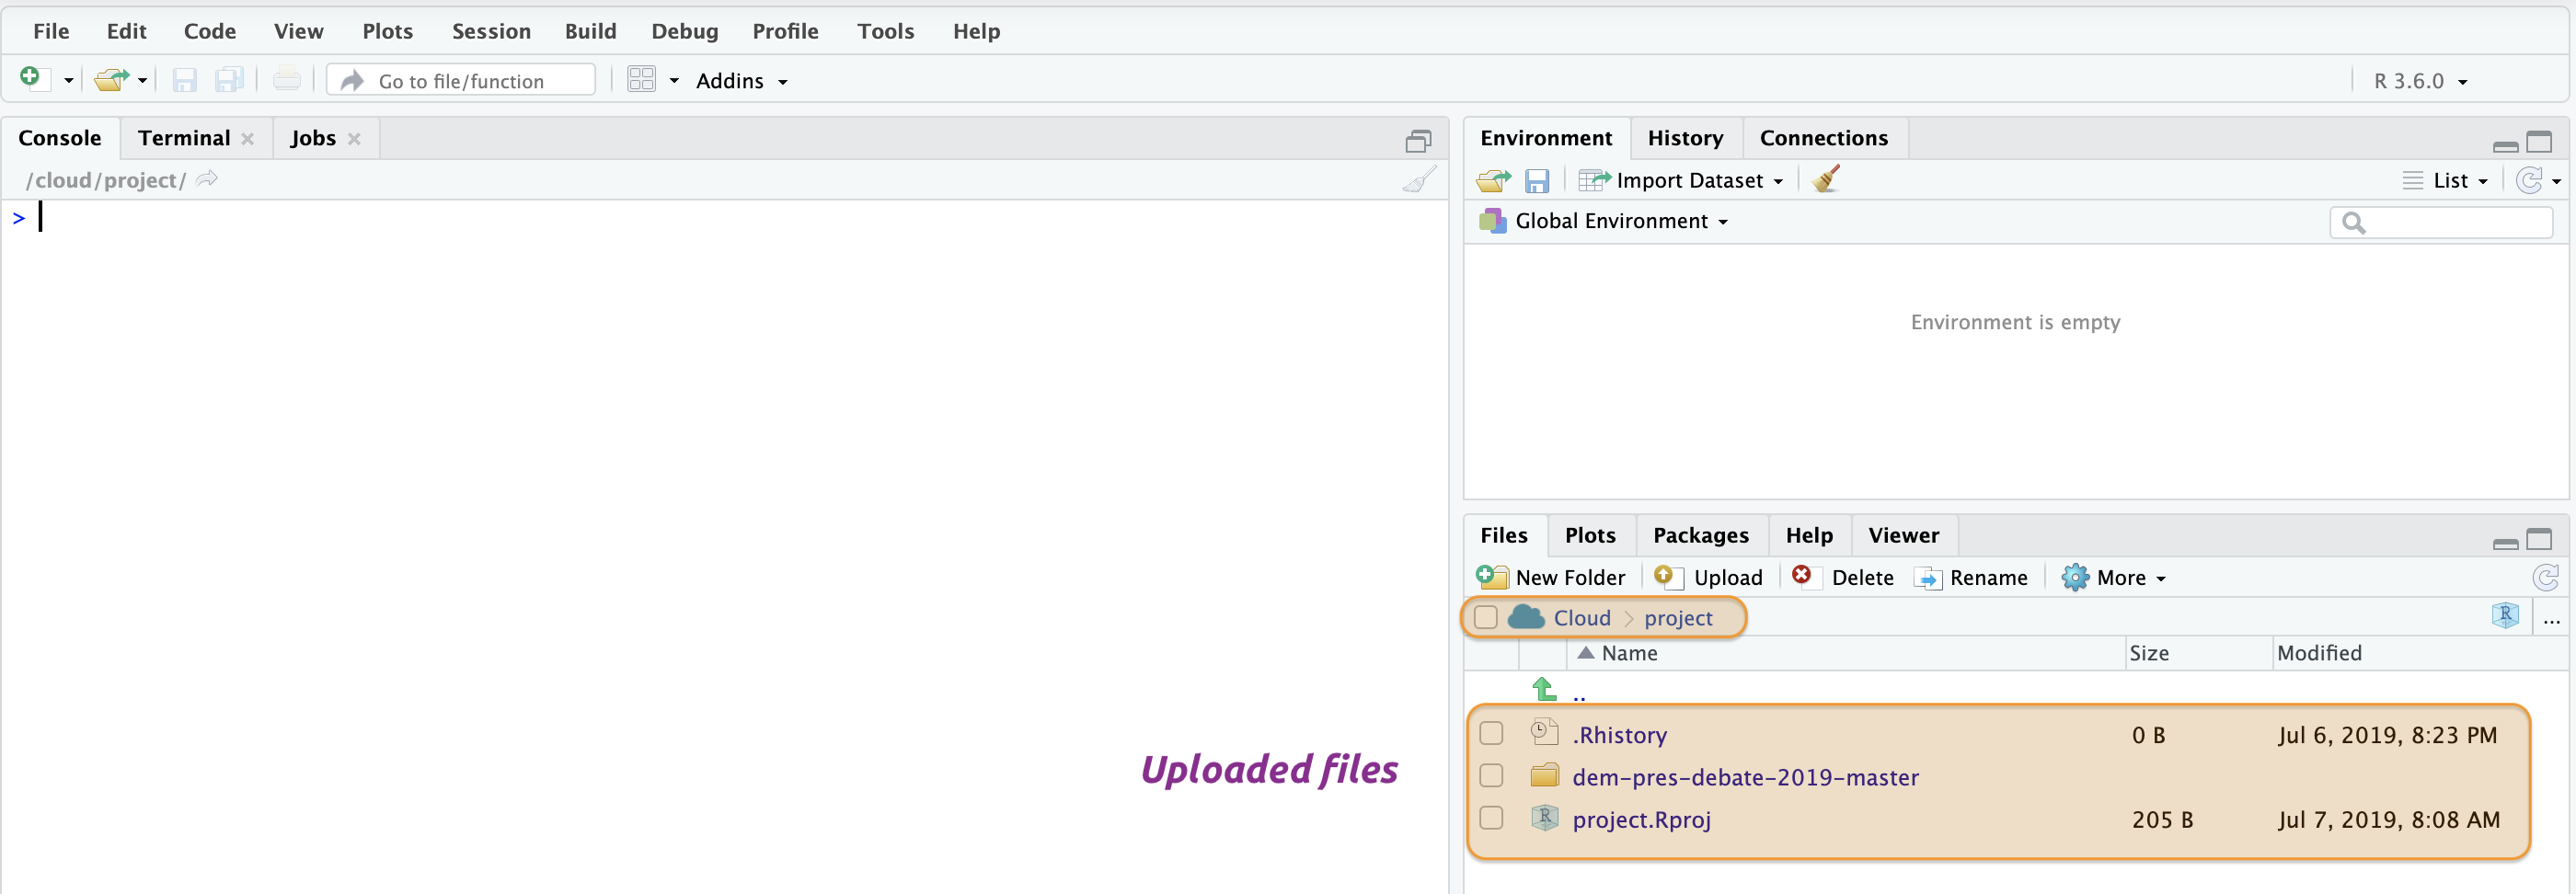 File Edit Code View Plots Session Build Debug Profile Tools Help
Go to file/function Addins R 3.6.0
Console Terminal Jobs
/cloud/project/
>
Environment History Connections
Import Dataset List
Global Environment
Environment is empty
Files Plots Packages Help Viewer
New Folder Upload Delete Rename More
Cloud project R ...
Name Size Modified
..
.Rhistory 0 B Jul 6, 2019, 8:23 PM
dem-pres-debate-2019-master
R project.Rproj 205 B Jul 7, 2019, 8:08 AM
Uploaded files